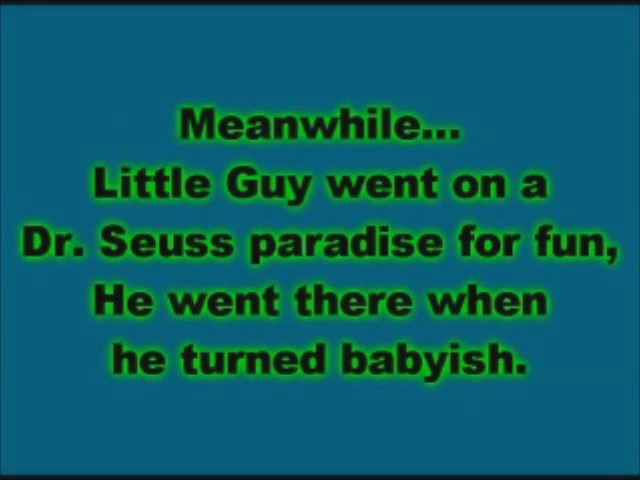 Meanwhile...
Little Guy went on a
Dr. Seuss paradise for fun,
He went there when
he turned babyish.